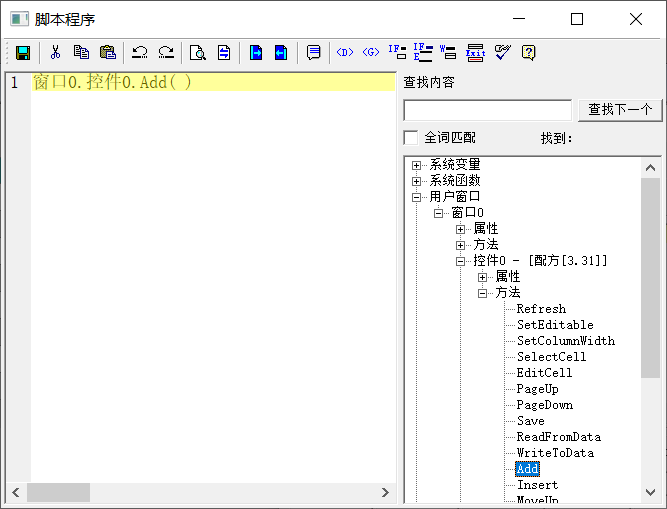 脚本程序
<D> <G> IF= IF= E= W= Exit
1 窗口0.控件0.Add( )
查找内容
查找下一个
全词匹配 找到:
系统变量
系统函数
用户窗口
窗口0
属性
方法
控件0 - [配方[3.31]]
属性
方法
Refresh
SetEditable
SetColumnWidth
SelectCell
EditCell
PageUp
PageDown
Save
ReadFromData
WriteToData
Add
Insert
MoveUp